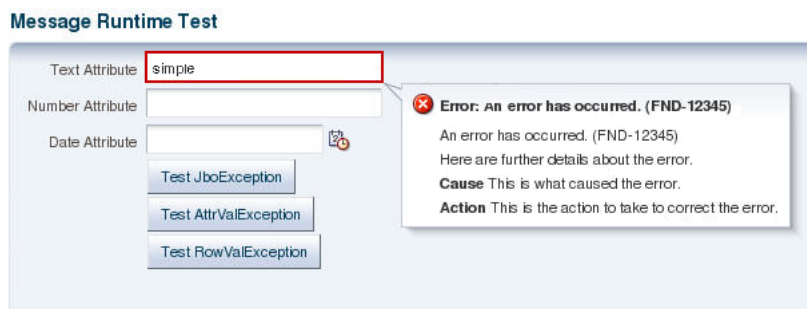 Message Runtime Test
Text Attribute simple
Number Attribute
Date Attribute
Test JboException
Test AttrValException
Test RowValException
Error: An error has occurred. (FND-12345)
An error has occurred. (FND-12345)
Here are further details about the error.
Cause This is what caused the error.
Action This is the action to take to correct the error.